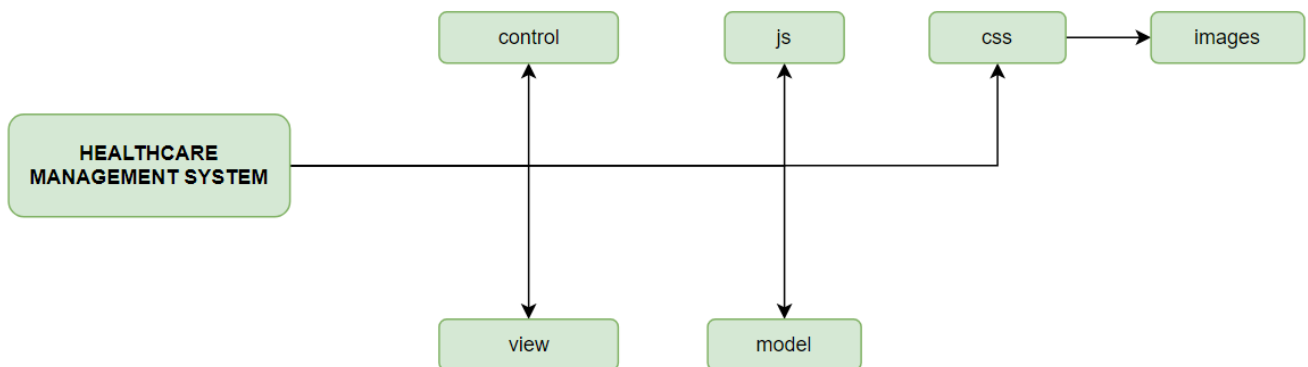 control
js
css
images
HEALTHCARE
MANAGEMENT SYSTEM
view
model